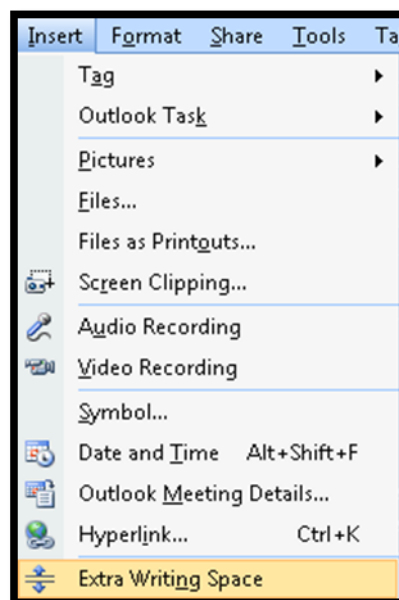 Insert Format Share Tools Ta
Tag
Outlook Task
Pictures
Files...
Files as Printouts...
Screen Clipping...
Audio Recording
Video Recording
Symbol...
Date and Time Alt+Shift+F
Outlook Meeting Details...
Hyperlink... Ctrl+K
Extra Writing Space